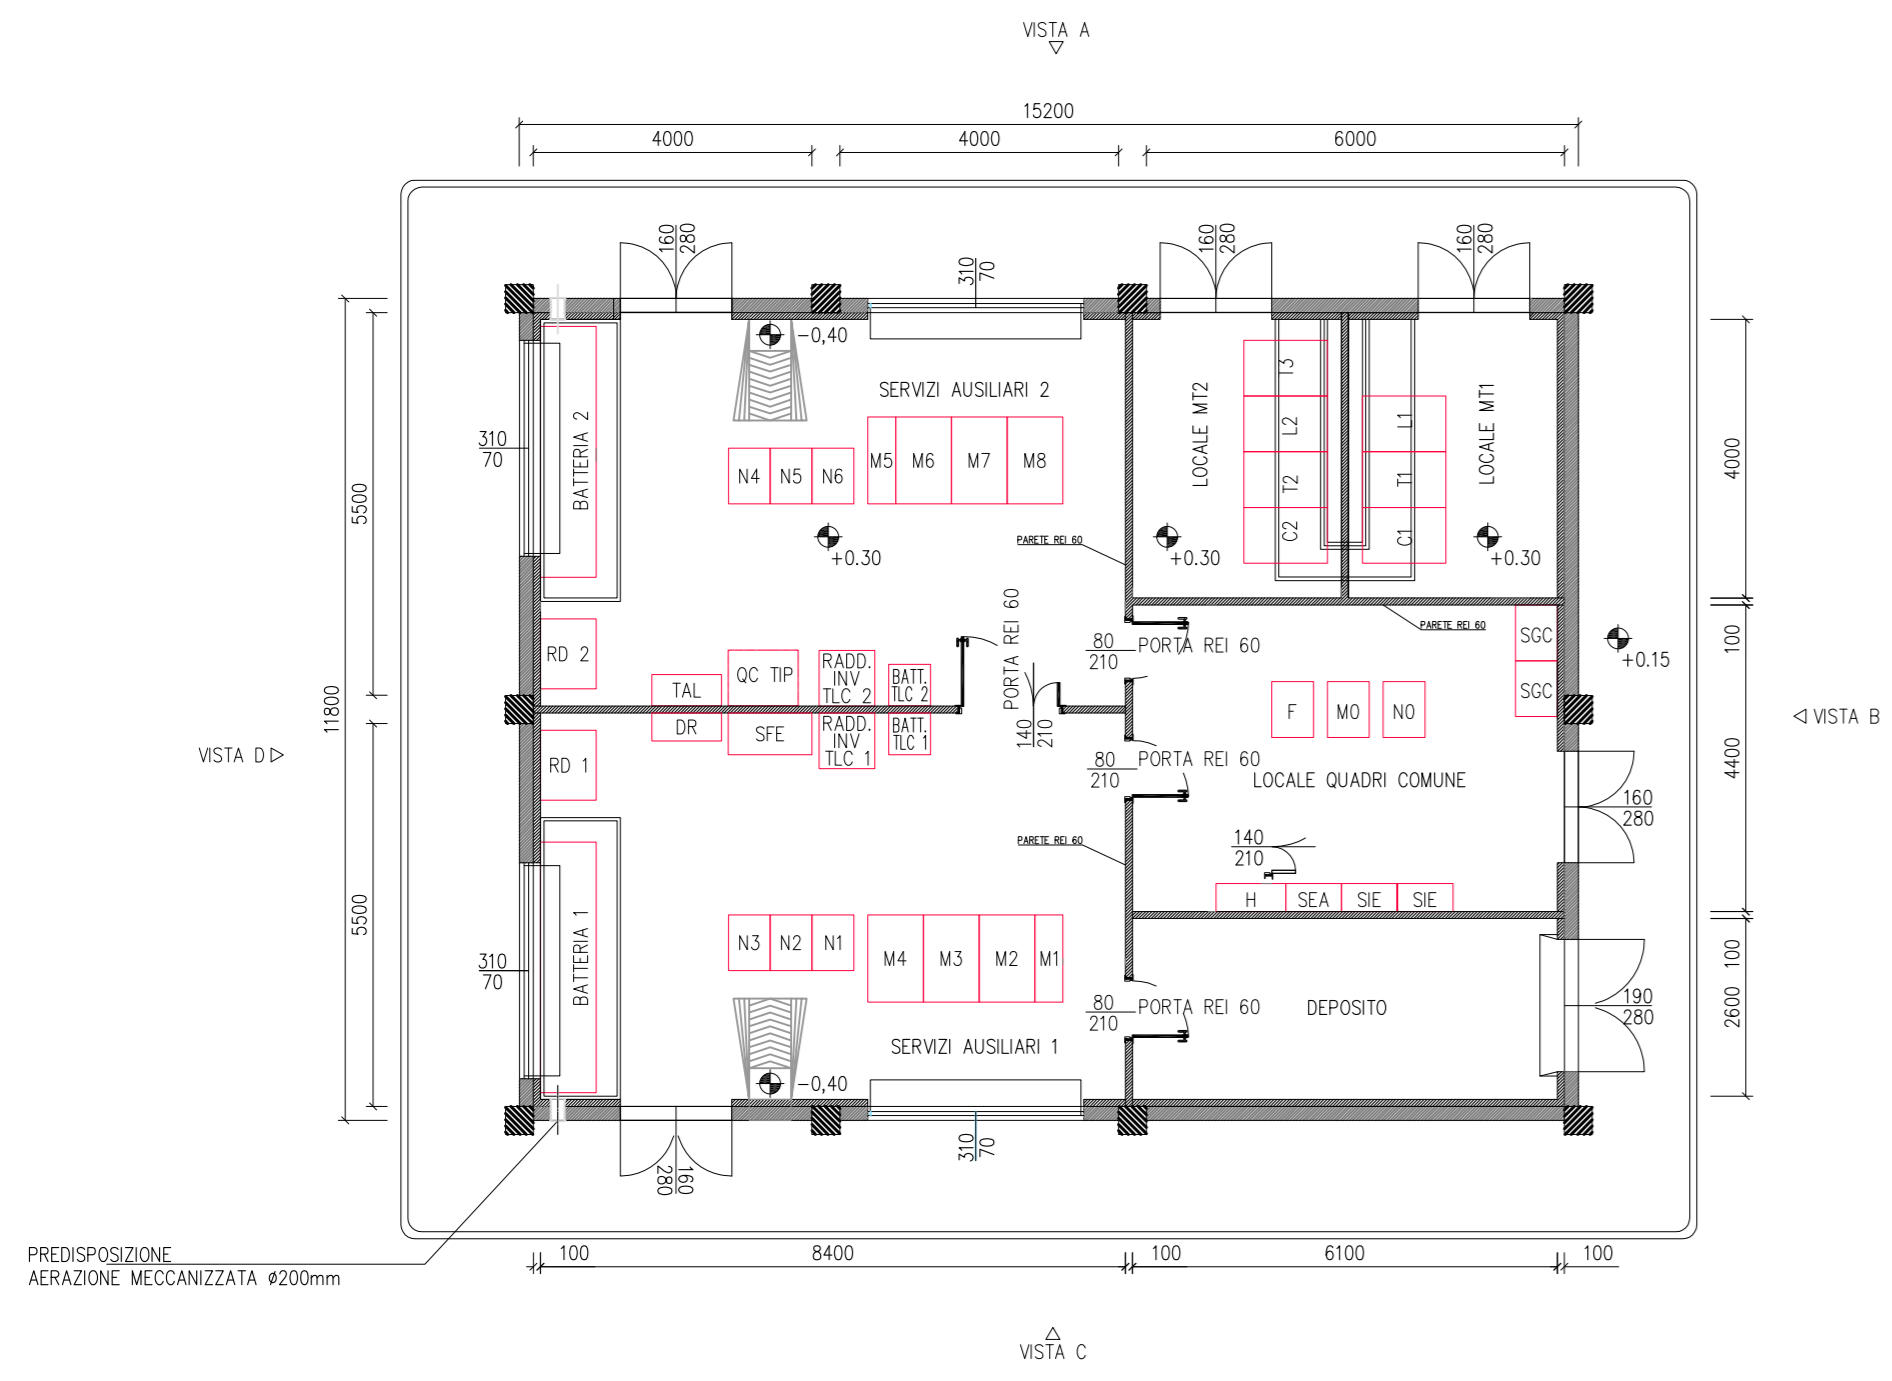 VISTA A
15200
4000
4000
6000
160
280
310
70
160
280
160
280
-0,40
SERVIZI AUSILIARI 2
BATTERIA 2
310
70
N4
N5
N6
M5
M6
M7
M8
+0.30
PARETE REI 60
LOCALE MT2
T3
L2
T2
C2
+0.30
L1
T1
C1
LOCALE MT1
+0.30
4000
5500
11800
5500
RD 2
TAL
QC TIP
RADD.
INV
TLC 2
BATT.
TLC 2
PORTA REI 60
140
210
80
210
PORTA REI 60
PARETE REI 60
SGC
SGC
+0.15
100
DR
SFE
RADD.
INV
TLC 1
BATT.
TLC 1
RD 1
80
210
PORTA REI 60
F
M0
N0
LOCALE QUADRI COMUNE
4400
160
280
VISTA D
VISTA B
PARETE REI 60
140
210
H
SEA
SIE
SIE
BATTERIA 1
310
70
N3
N2
N1
M4
M3
M2
M1
80
210
PORTA REI 60
DEPOSITO
190
280
100
2600
SERVIZI AUSILIARI 1
-0,40
310
70
160
280
PREDISPOSIZIONE
AERAZIONE MECCANIZZATA ø200mm
100
8400
100
6100
100
VISTA C